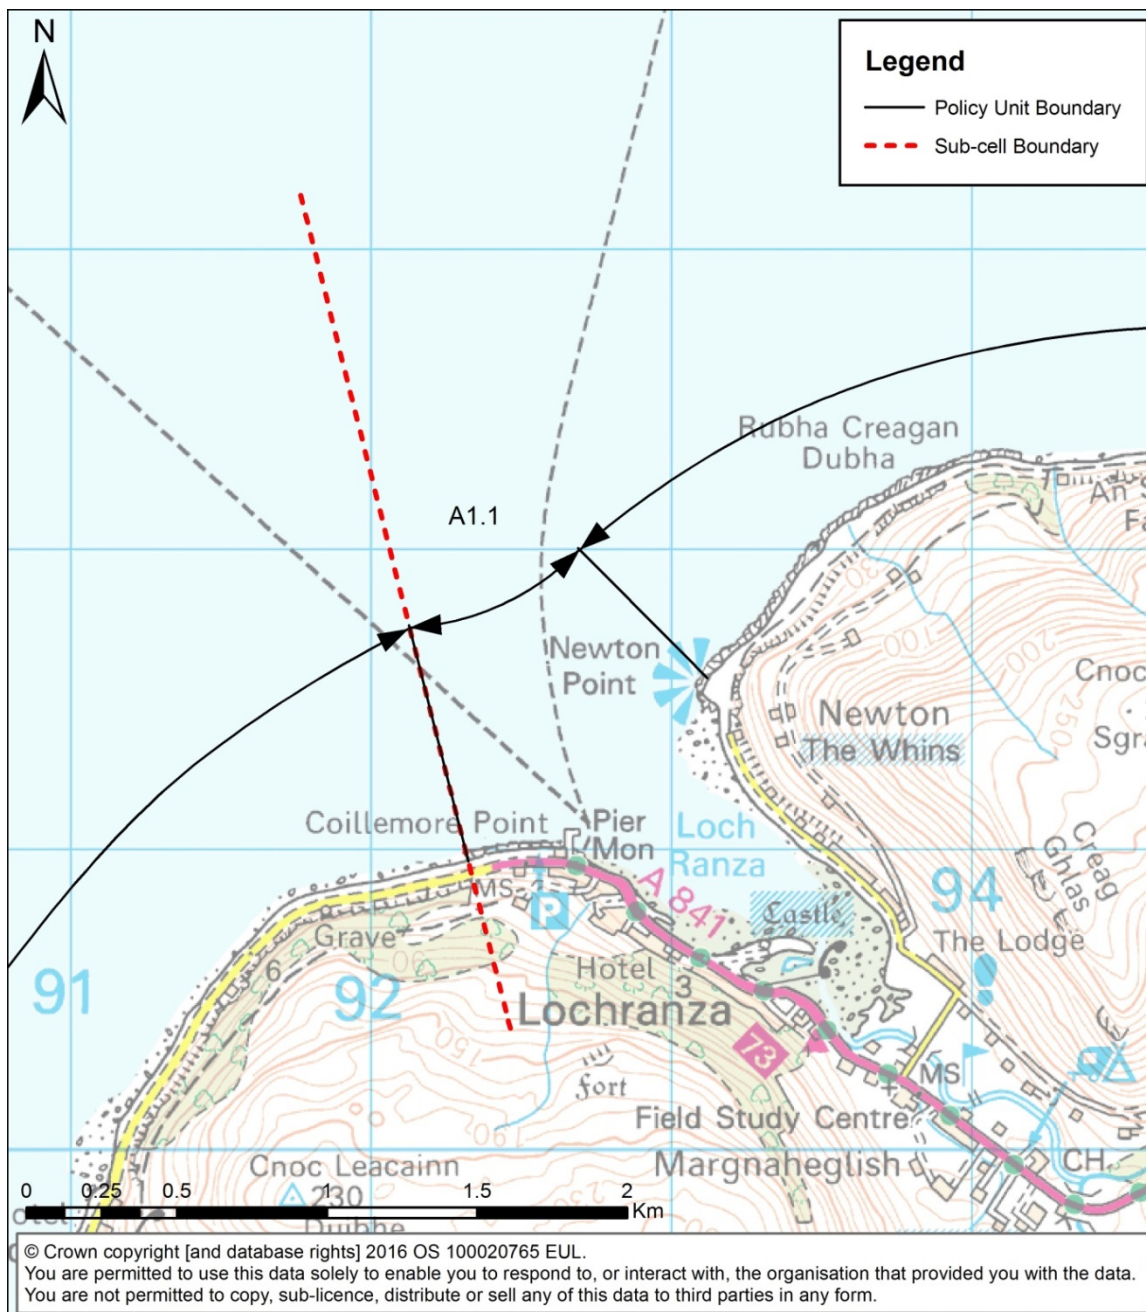 N
Legend
Policy Unit Boundary
Sub-cell Boundary
Rubha Creagan
Dubha
A1.1
Newton
Point
Newton
The Whins
Cnoc
Coillemore Point
Pier
Mon
Loch
Ranza
A 841
Creag
Ghlas
MS
P
Castle
94
Grave
The Lodge
91
92
6
Hotel
3
Lochranza
150
73
fort
MS
Field Study Centre
Margnaheglish
CH
Cnoc Leacainn
230
0 0.25 0.5 1 1.5 2
Km
© Crown copyright [and database rights] 2016 OS 100020765 EUL.
You are permitted to use this data solely to enable you to respond to, or interact with, the organisation that provided you with the data.
You are not permitted to copy, sub-licence, distribute or sell any of this data to third parties in any form.